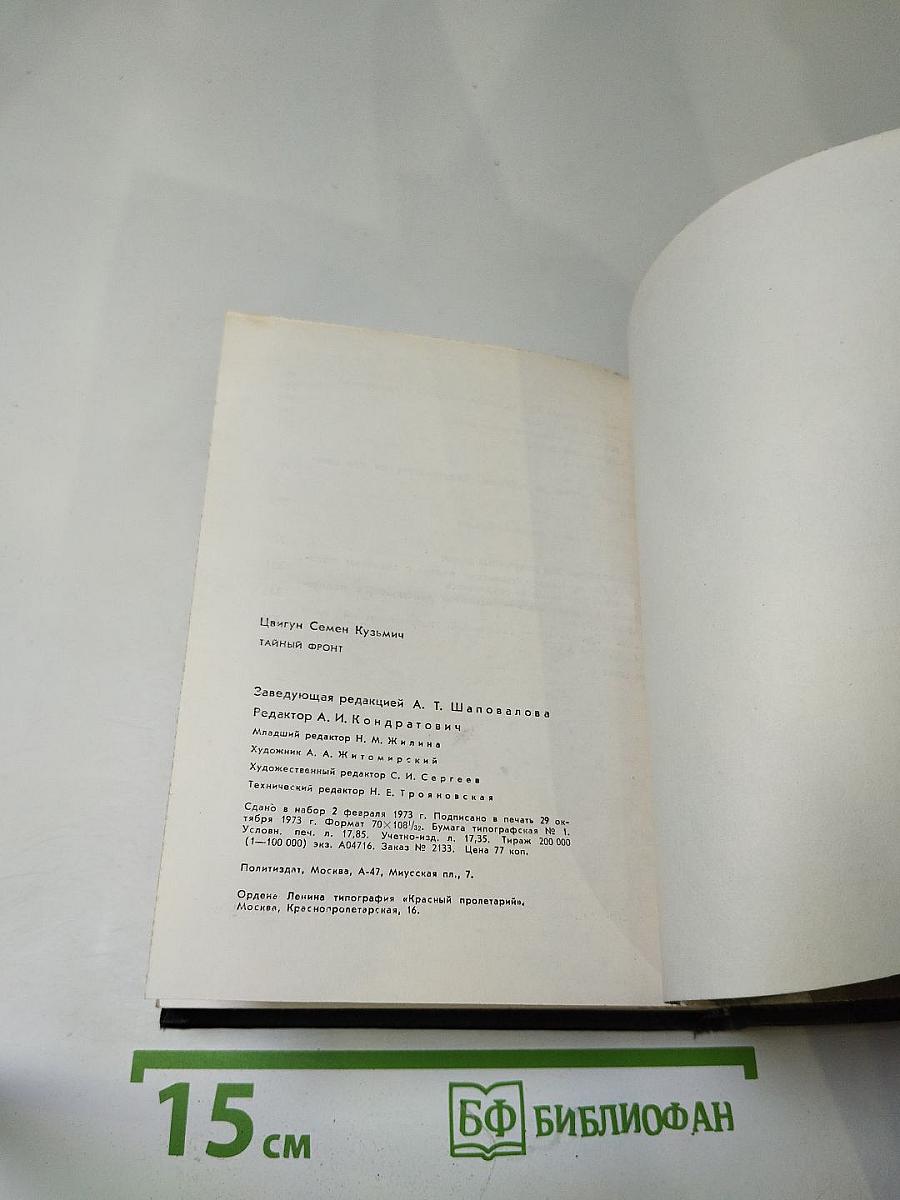 Цвигун Семен Кузьмич
ТАЙНЫЙ ФРОНТ
Заведующая редакцией А. Т. Шаповалова
Редактор А. И. Кондратович
Младший редактор Н. М. Жилина
Художник А. А. Житомирский
Художественный редактор С. И. Сергеев
Технический редактор Н. Е. Трояновская
Сдано в набор 2 февраля 1973 г. Подписано в печать 29 ок-
тября 1973 г. Формат 70×108¹/₃₂. Бумага типографская № 1.
Условн. печ. л. 17,85. Учетно-изд. л. 17,35. Тираж 200 000
(1—100 000) экз. А04716. Заказ № 2133. Цена 77 коп.
Политиздат, Москва, А-47, Миусская пл., 7.
Ордена Ленина типография «Красный пролетарий».
Москва, Краснопролетарская, 16.
15 см
БФ БИБЛИОФАН